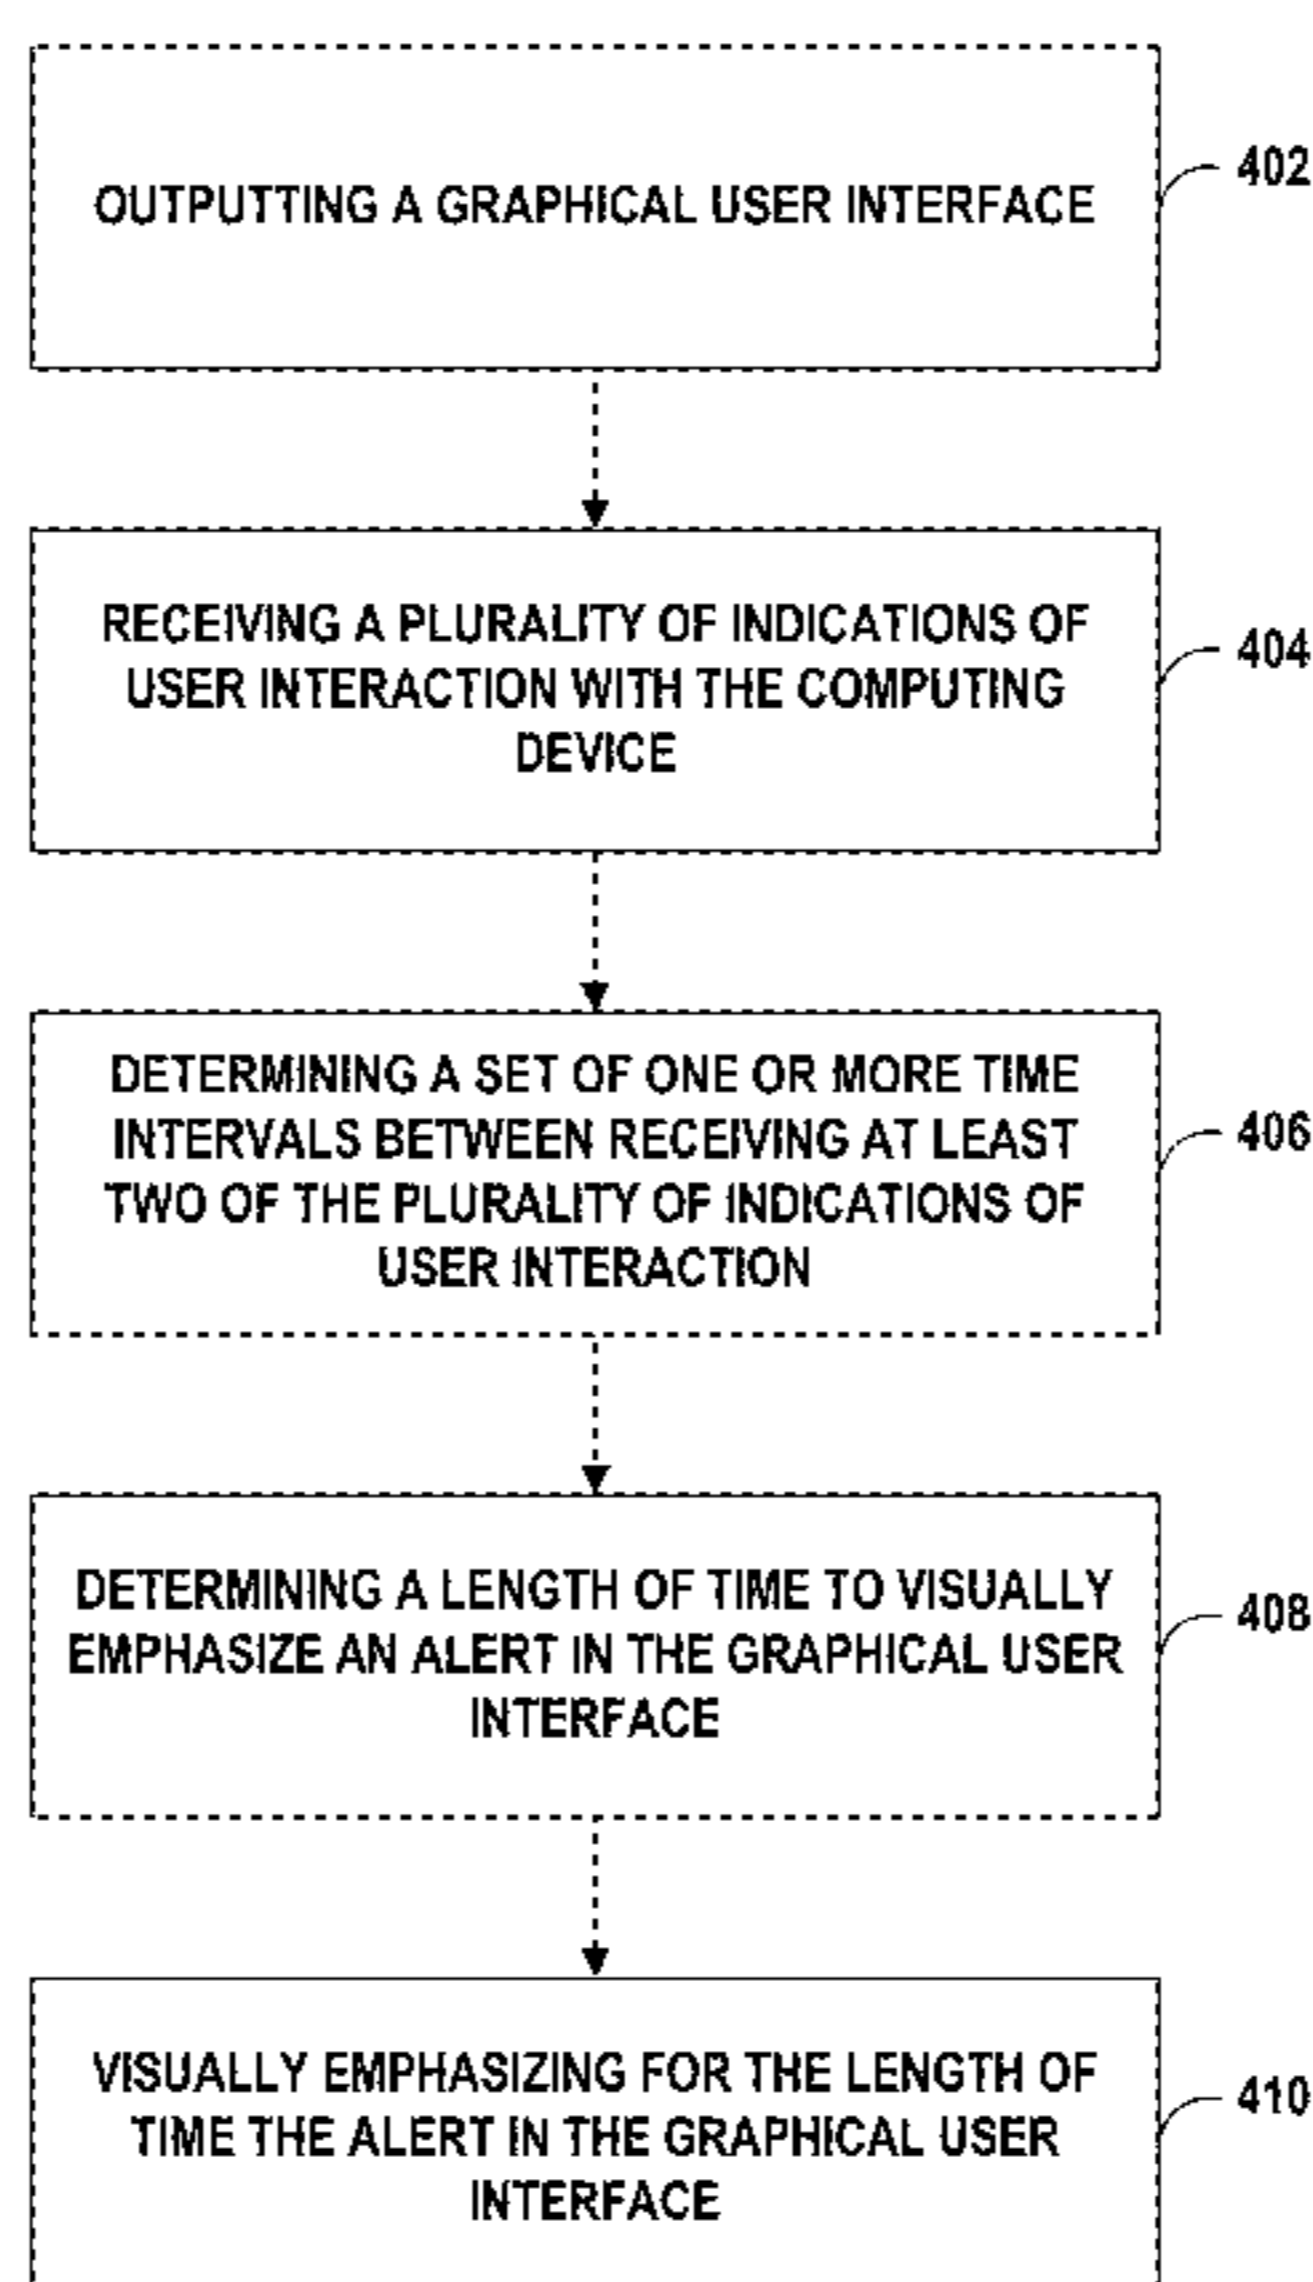 OUTPUTTING A GRAPHICAL USER INTERFACE
402
RECEIVING A PLURALITY OF INDICATIONS OF
USER INTERACTION WITH THE COMPUTING
DEVICE
404
DETERMINING A SET OF ONE OR MORE TIME
INTERVALS BETWEEN RECEIVING AT LEAST
TWO OF THE PLURALITY OF INDICATIONS OF
USER INTERACTION
406
DETERMINING A LENGTH OF TIME TO VISUALLY
EMPHASIZE AN ALERT IN THE GRAPHICAL USER
INTERFACE
408
VISUALLY EMPHASIZING FOR THE LENGTH OF
TIME THE ALERT IN THE GRAPHICAL USER
INTERFACE
410